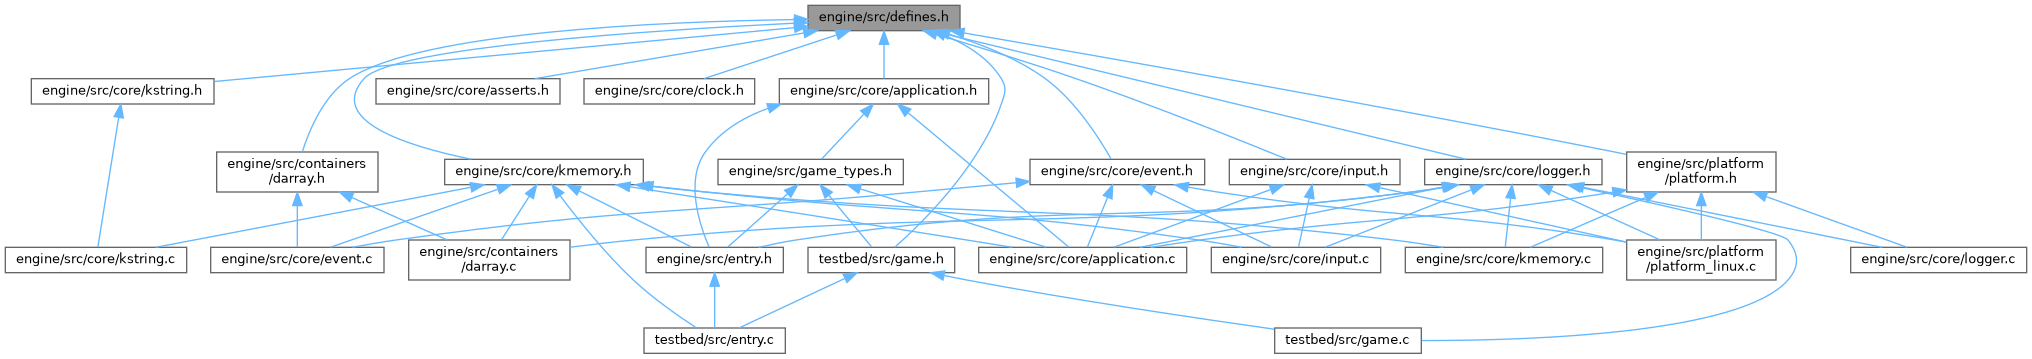 engine/src/defines.h
engine/src/core/kstring.h
engine/src/core/asserts.h
engine/src/core/clock.h
engine/src/core/application.h
engine/src/containers
/darray.h
engine/src/core/kmemory.h
engine/src/game_types.h
engine/src/core/event.h
engine/src/core/input.h
engine/src/core/logger.h
engine/src/platform
/platform.h
engine/src/core/kstring.c
engine/src/core/event.c
engine/src/containers
/darray.c
engine/src/entry.h
testbed/src/game.h
engine/src/core/application.c
engine/src/core/input.c
engine/src/core/kmemory.c
engine/src/platform
/platform_linux.c
engine/src/core/logger.c
testbed/src/entry.c
testbed/src/game.c